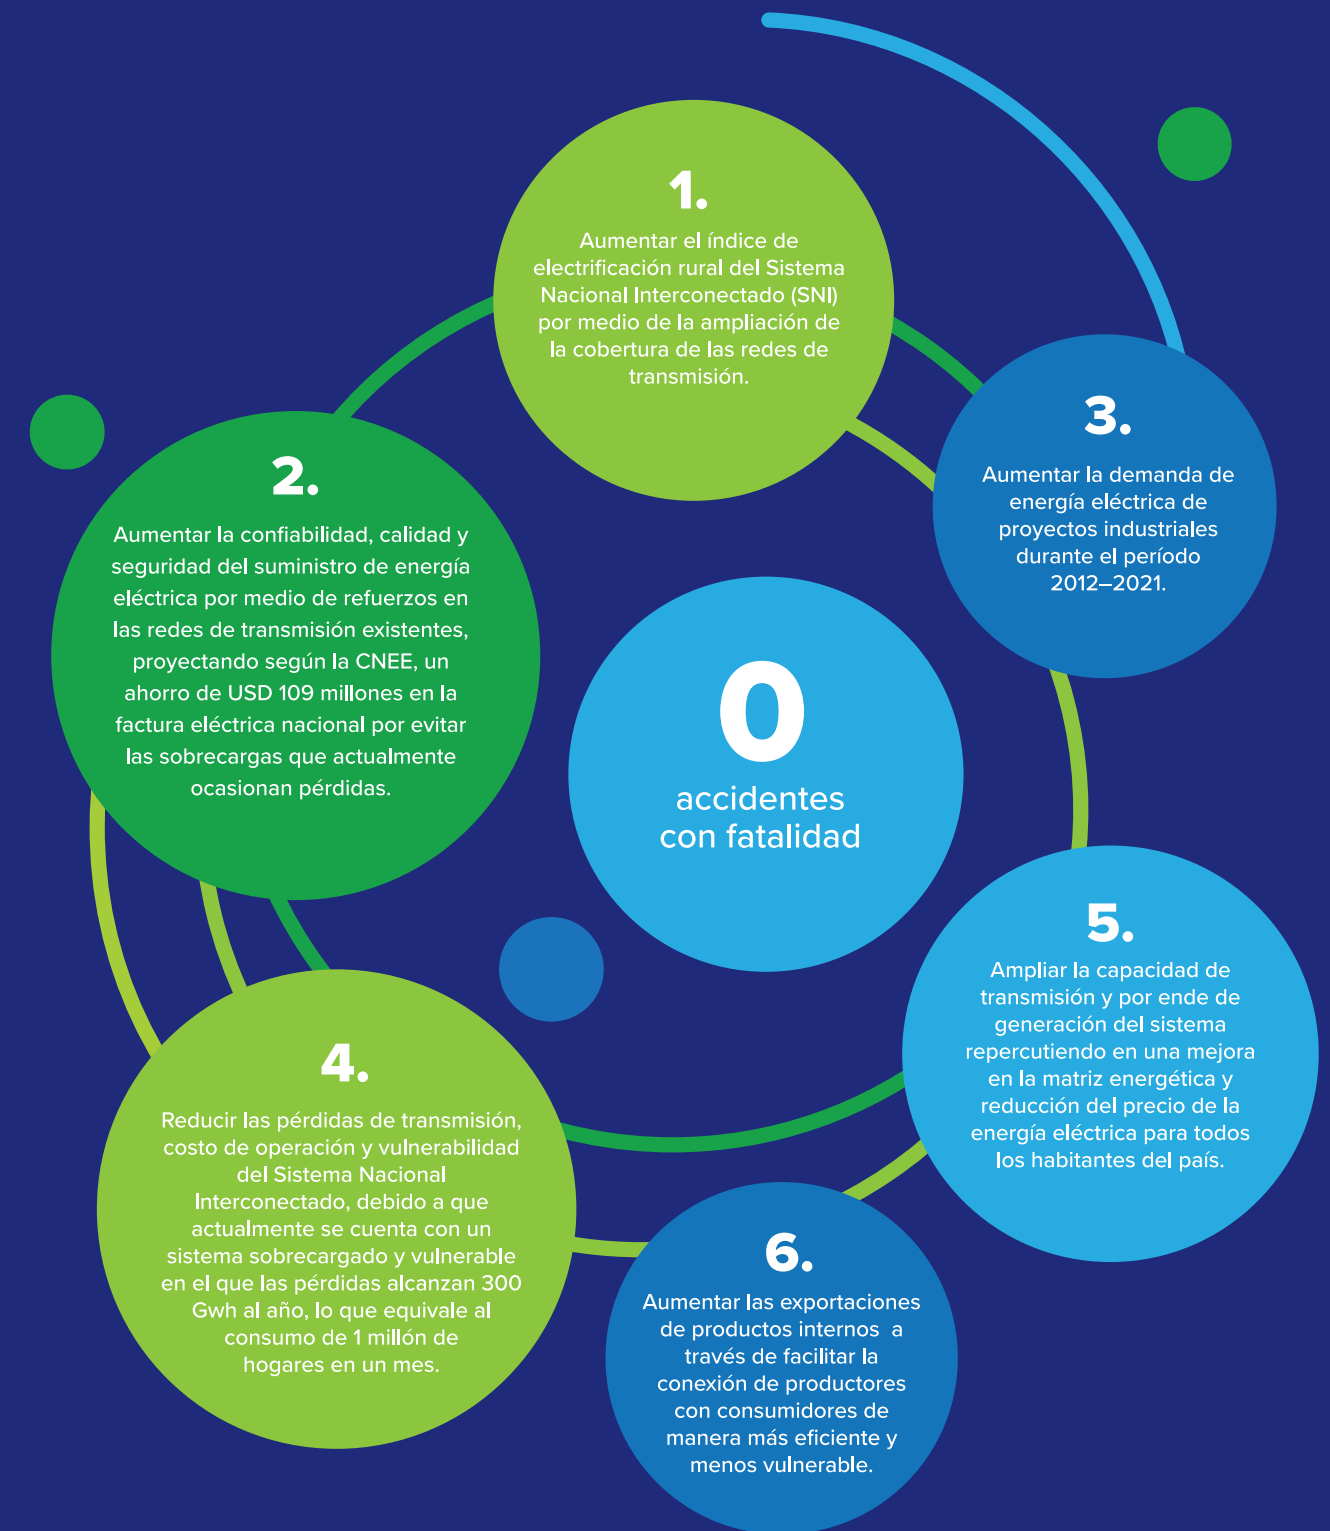 1.
Aumentar el índice de
electrificación rural del Sistema
Nacional Interconectado (SNI)
por medio de la ampliación de
la cobertura de las redes de
transmisión.
2.
Aumentar la confiabilidad, calidad y
seguridad del suministro de energía
eléctrica por medio de refuerzos en
las redes de transmisión existentes,
proyectando según la CNEE, un
ahorro de USD 109 millones en la
factura eléctrica nacional por evitar
las sobrecargas que actualmente
ocasionan pérdidas.
3.
Aumentar la demanda de
energía eléctrica de
proyectos industriales
durante el período
2012–2021.
0
accidentes
con fatalidad
4.
Reducir las pérdidas de transmisión,
costo de operación y vulnerabilidad
del Sistema Nacional
Interconectado, debido a que
actualmente se cuenta con un
sistema sobrecargado y vulnerable
en el que las pérdidas alcanzan 300
Gwh al año, lo que equivale al
consumo de 1 millón de
hogares en un mes.
5.
Ampliar la capacidad de
transmisión y por ende de
generación del sistema
repercutiendo en una mejora
en la matriz energética y
reducción del precio de la
energía eléctrica para todos
los habitantes del país.
6.
Aumentar las exportaciones
de productos internos a
través de facilitar la
conexión de productores
con consumidores de
manera más eficiente y
menos vulnerable.